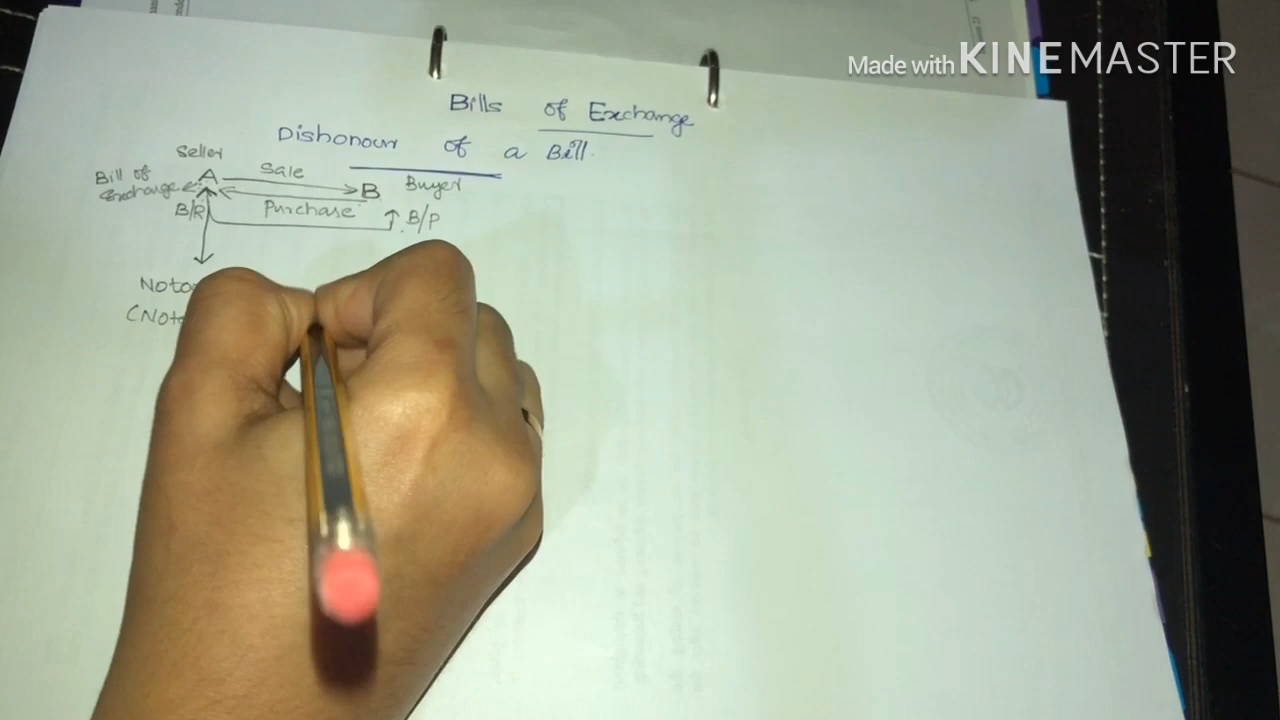 Made with KINEMASTER
Bills of Exchange
Dishonour of a Bill.
Seller
Bill of Exchange
A Sale B Buyer
B/R Purchase B/P